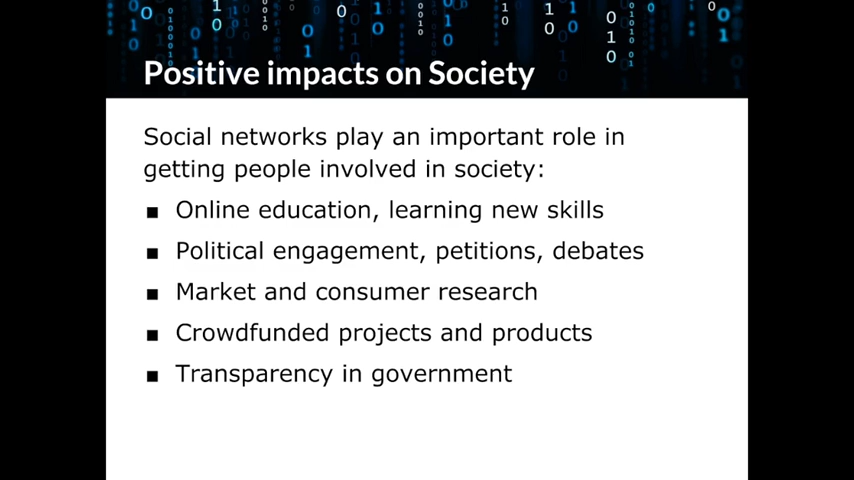 Positive impacts on Society
Social networks play an important role in
getting people involved in society:
▪ Online education, learning new skills
▪ Political engagement, petitions, debates
▪ Market and consumer research
▪ Crowdfunded projects and products
▪ Transparency in government